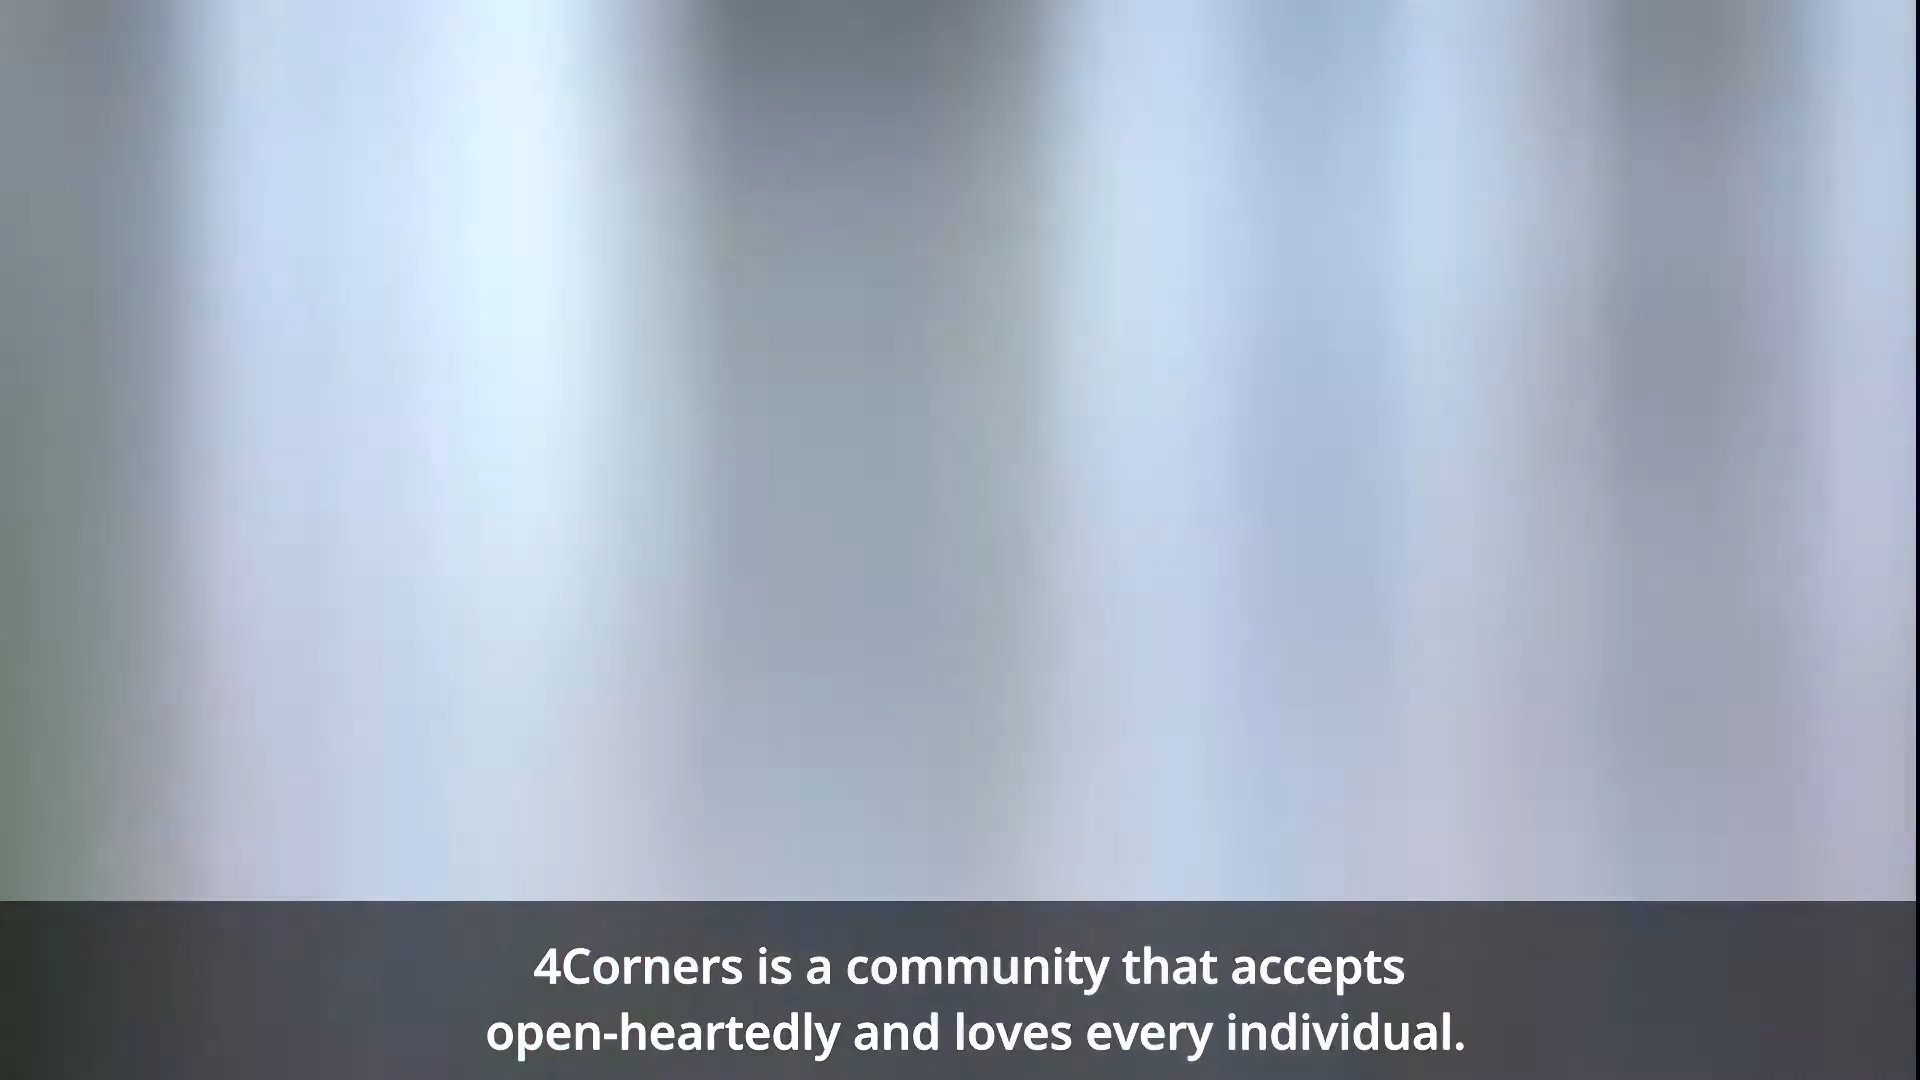 4Corners is a community that accepts
open-heartedly and loves every individual.